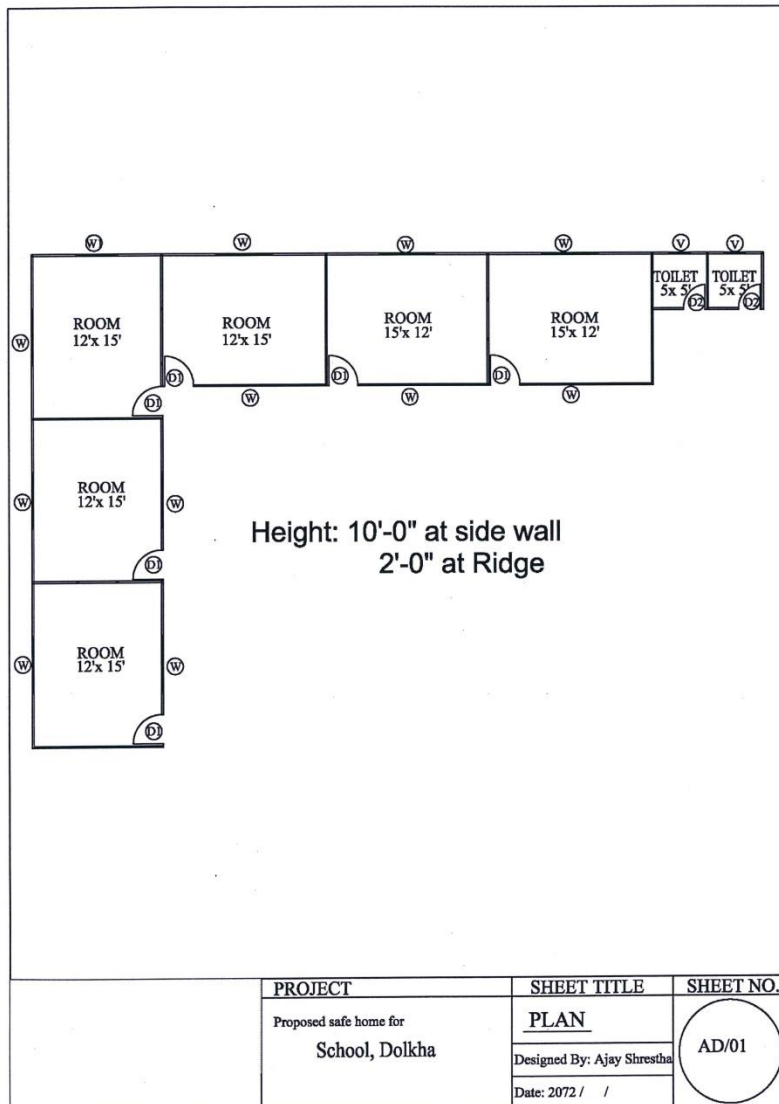 W1
W
W
W
V
V
TOILET
5x 5'
TOILET
5x 5'
D2
D2
ROOM
12'x 15'
ROOM
12'x 15'
ROOM
15'x 12'
ROOM
15'x 12'
W
D1
D1
D1
D1
W
W
W
ROOM
12'x 15'
W
W
D1
Height: 10'-0" at side wall
2'-0" at Ridge
ROOM
12'x 15'
W
W
D1
PROJECT
Proposed safe home for
School, Dolkha
SHEET TITLE
PLAN
Designed By: Ajay Shrestha
Date: 2072 / /
SHEET NO.
AD/01